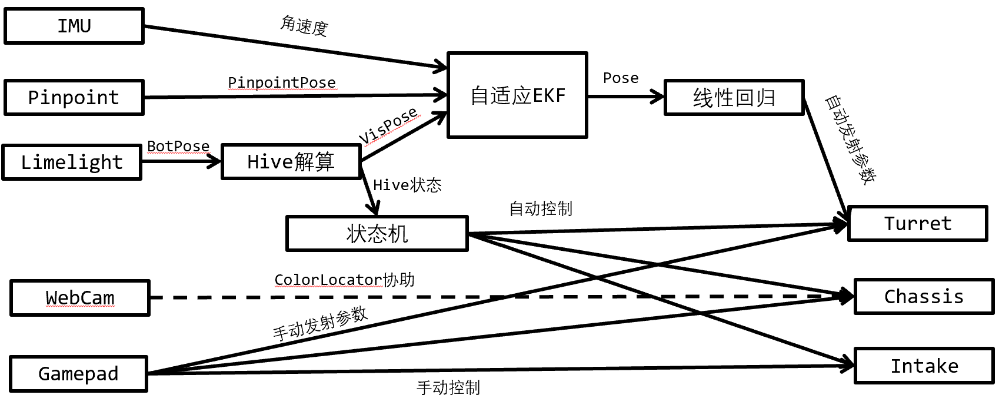 IMU
角速度
Pinpoint
PinpointPose
自适应EKF
Pose
线性回归
自动发射参数
Limelight
BotPose
Hive解算
VisPose
Hive状态
状态机
自动控制
Turret
WebCam
ColorLocator协助
Chassis
手动发射参数
Gamepad
手动控制
Intake